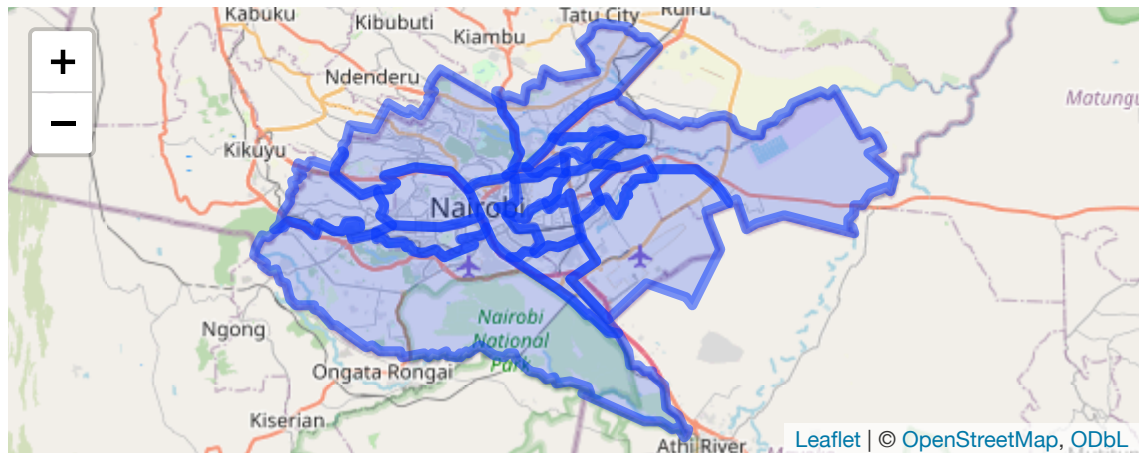 Kabuku
Kibubuti
Tatu City
Ruiru
Kiambu
+
Ndenderu
Matungu
−
Kikuyu
Nairobi
Nairobi
National
Park
Ngong
Ongata Rongai
Kiserian
Athi River
Leaflet | © OpenStreetMap, ODbL